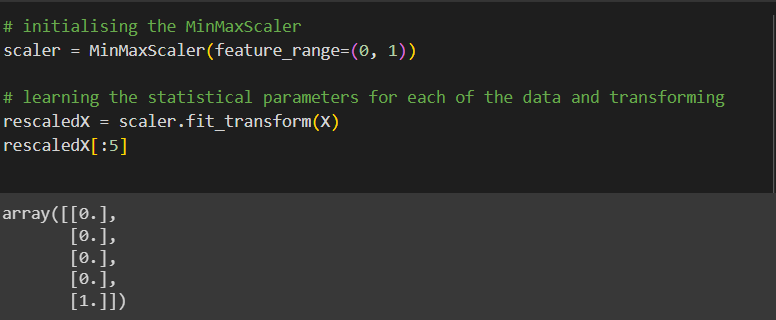 # initialising the MinMaxScaler
scaler = MinMaxScaler(feature_range=(0, 1))
# learning the statistical parameters for each of the data and transforming
rescaledX = scaler.fit_transform(X)
rescaledX[:5]
array([[0.],
       [0.],
       [0.],
       [0.],
       [1.]])